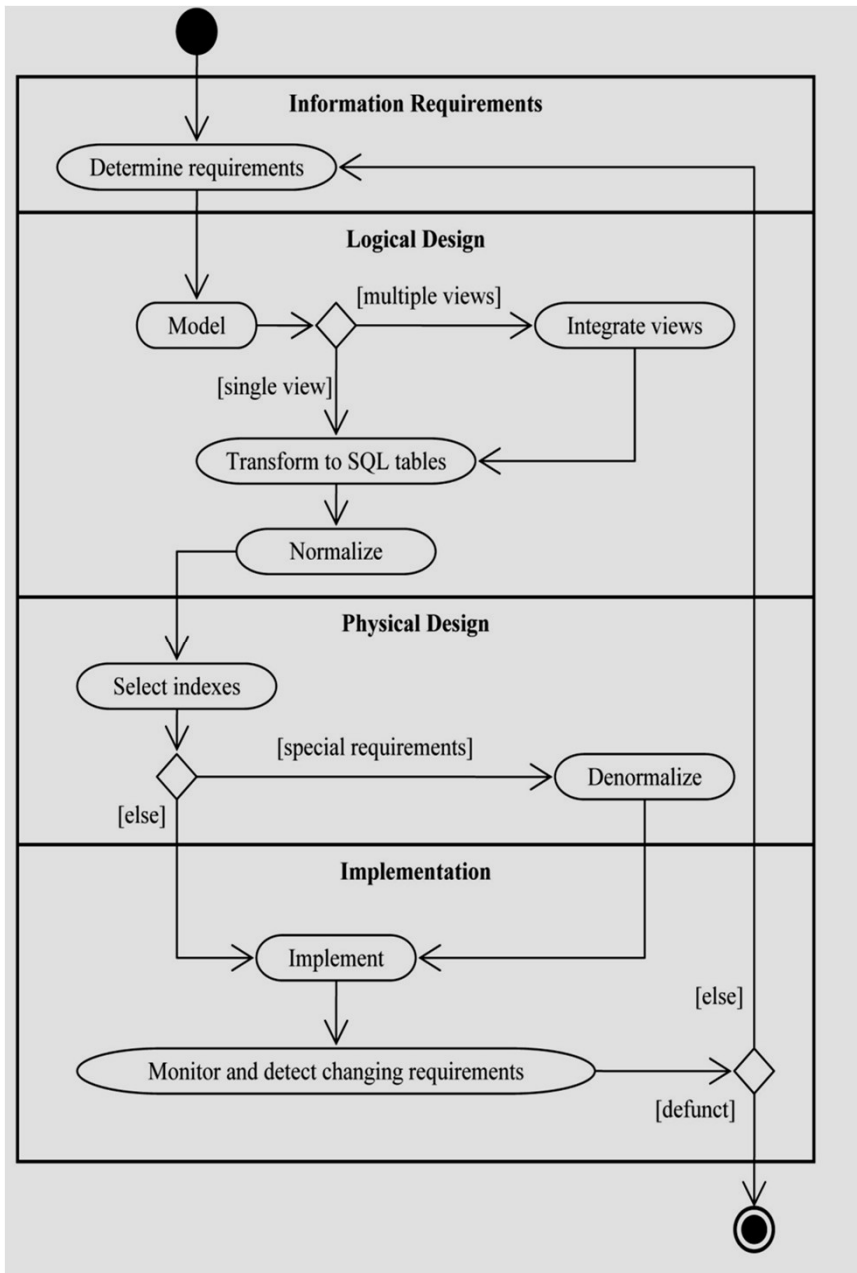 Information Requirements
Determine requirements
Logical Design
[multiple views]
Model
Integrate views
[single view]
Transform to SQL tables
Normalize
Physical Design
Select indexes
[special requirements]
Denormalize
[else]
Implementation
Implement
[else]
Monitor and detect changing requirements
[defunct]